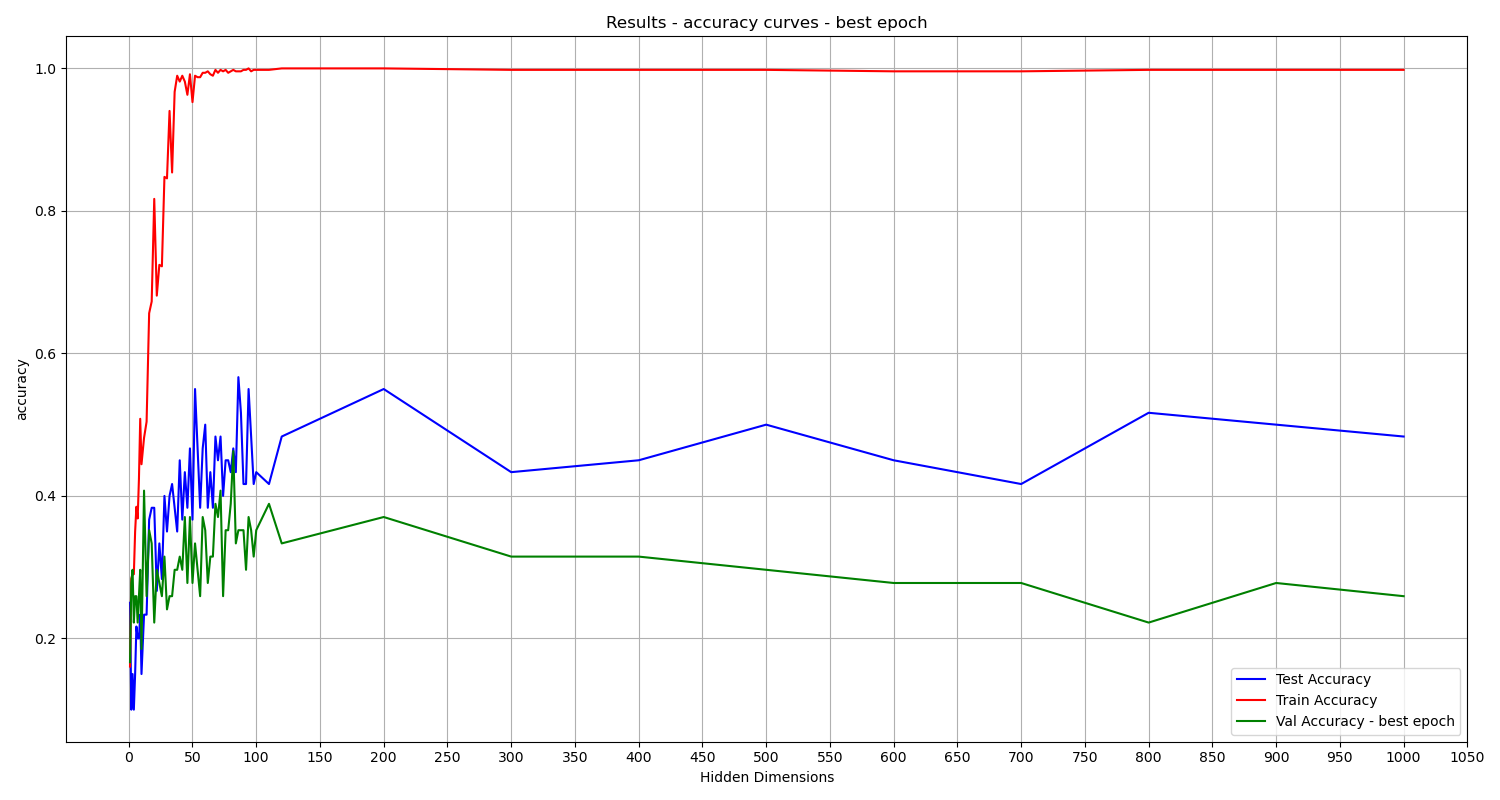 Results - accuracy curves - best epoch
1.0
0.8
0.6
0.4
0.2
accuracy
0 50 100 150 200 250 300 350 400 450 500 550 600 650 700 750 800 850 900 950 1000 1050
Hidden Dimensions
Test Accuracy
Train Accuracy
Val Accuracy - best epoch